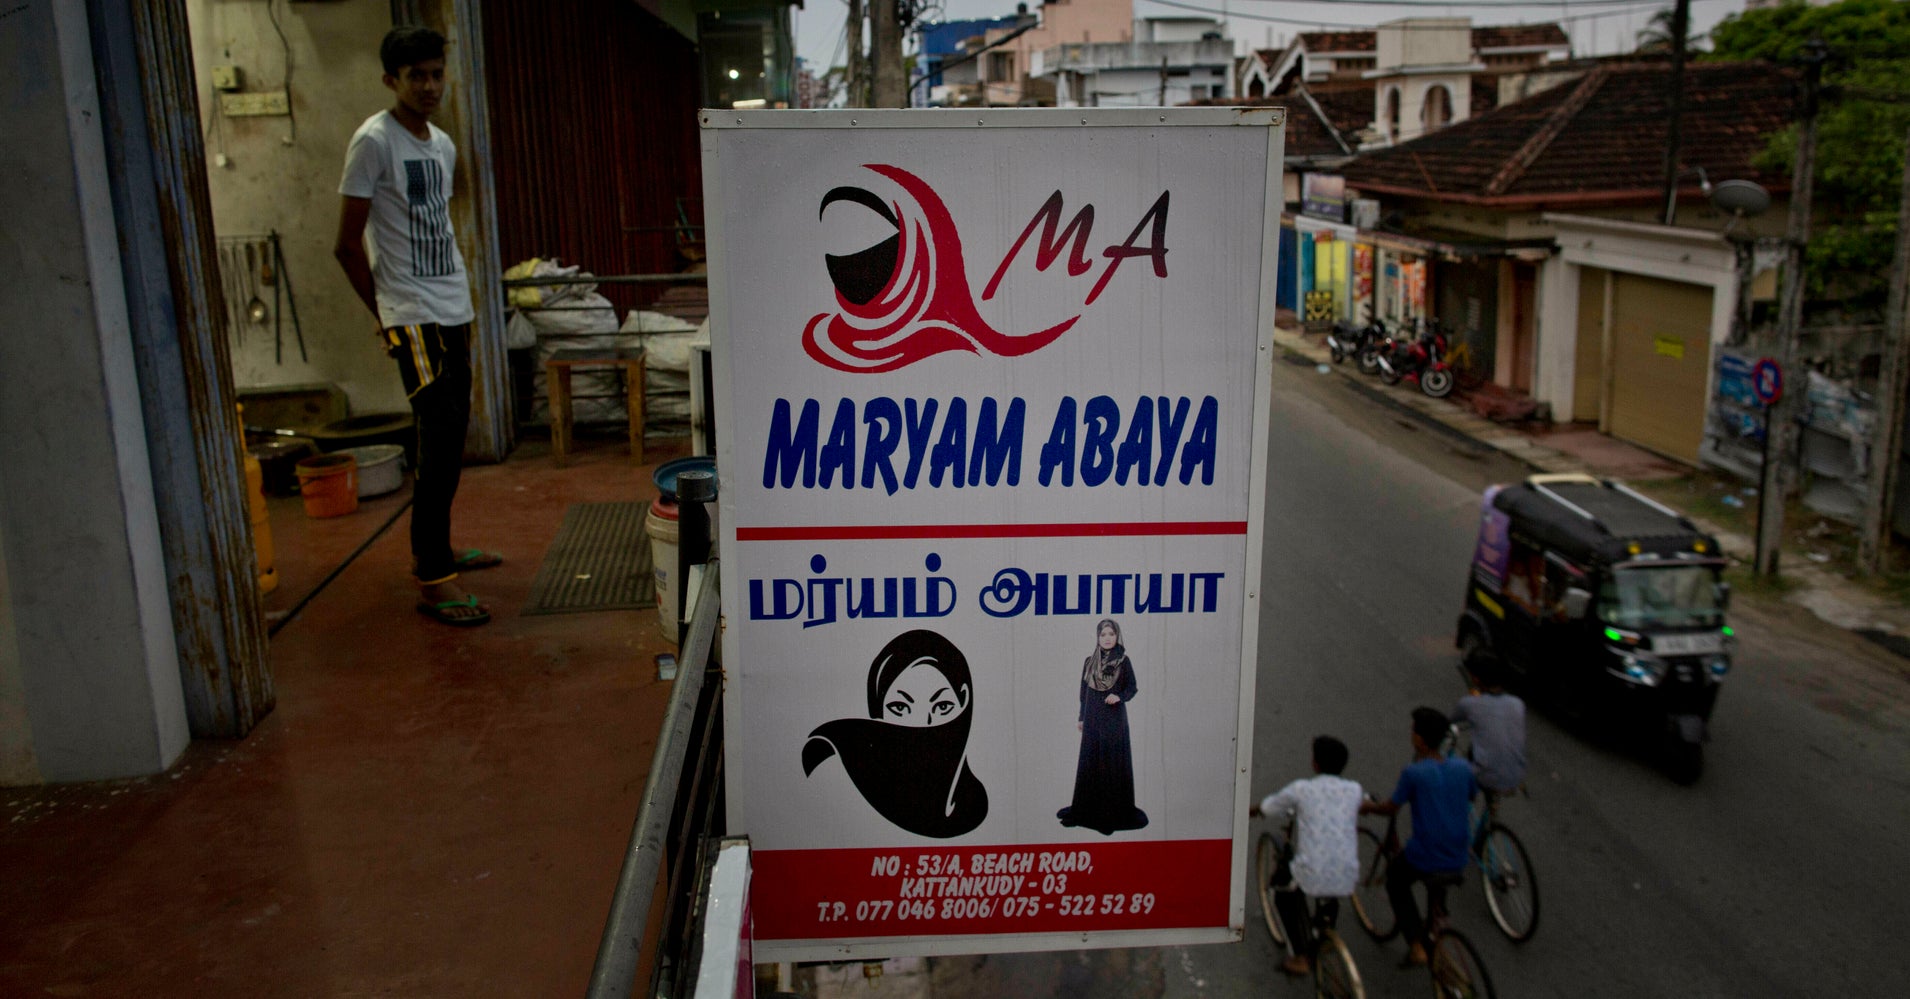 MA
MARYAM ABAYA
மர்யம் அபாயா
NO : 53/A, BEACH ROAD,
KATTANKUDY - 03
T.P. 077 046 8006/ 075 - 522 52 89